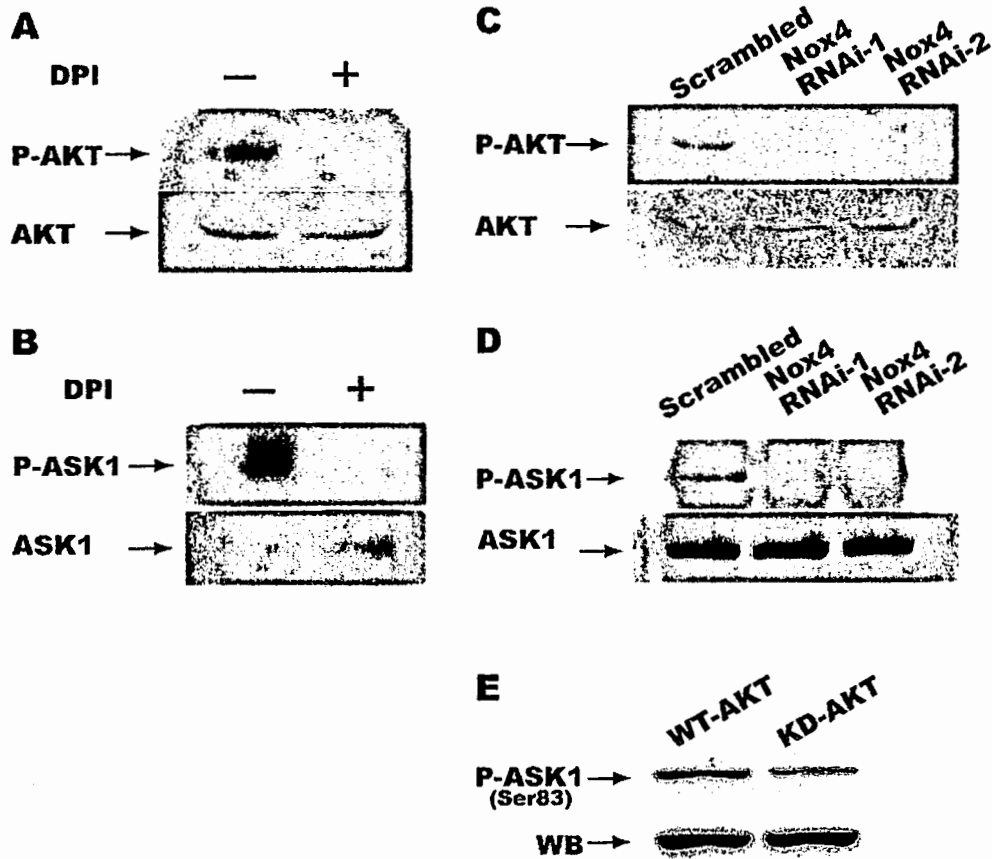 A
DPI − +
P-AKT
AKT
B
DPI − +
P-ASK1
ASK1
C
Scrambled
Nox4
RNAi-1
Nox4
RNAi-2
P-AKT
AKT
D
Scrambled
Nox4
RNAi-1
Nox4
RNAi-2
P-ASK1
ASK1
E
WT-AKT
KD-AKT
P-ASK1
(Ser83)
WB